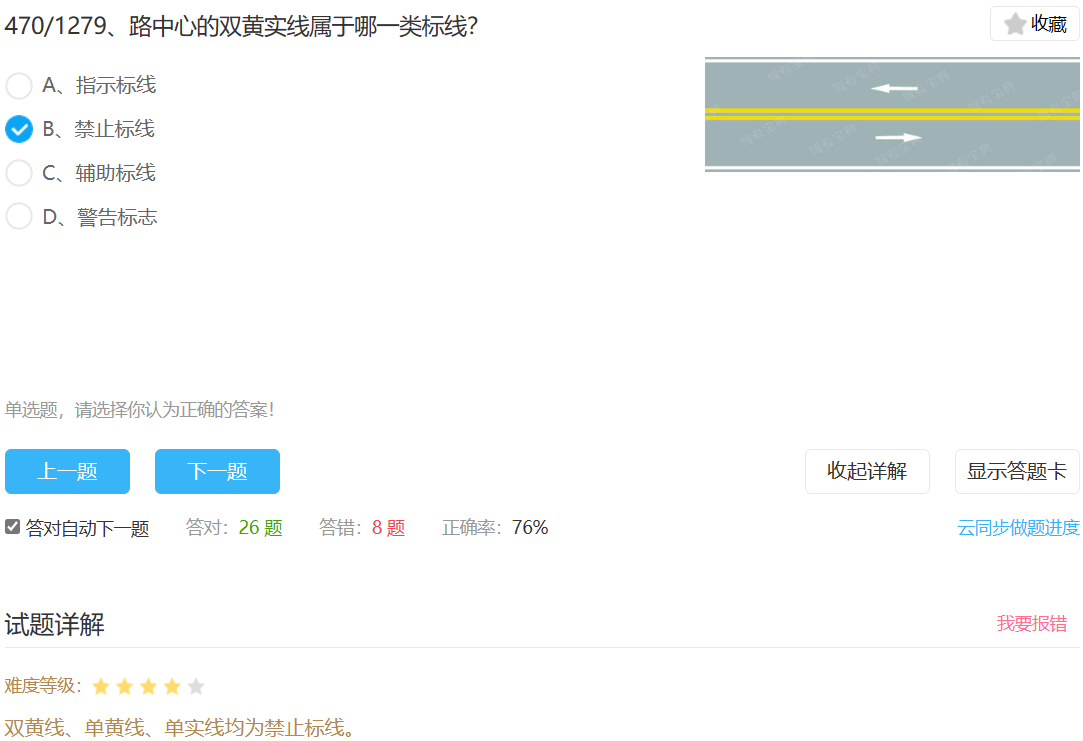 470/1279、路中心的双黄实线属于哪一类标线？
收藏
A、指示标线
B、禁止标线
C、辅助标线
D、警告标志
驾考宝典
单选题，请选择你认为正确的答案！
上一题
下一题
收起详解
显示答题卡
答对自动下一题
答对：26 题
答错：8 题
正确率：76%
云同步做题进度
试题详解
我要报错
难度等级：
双黄线、单黄线、单实线均为禁止标线。